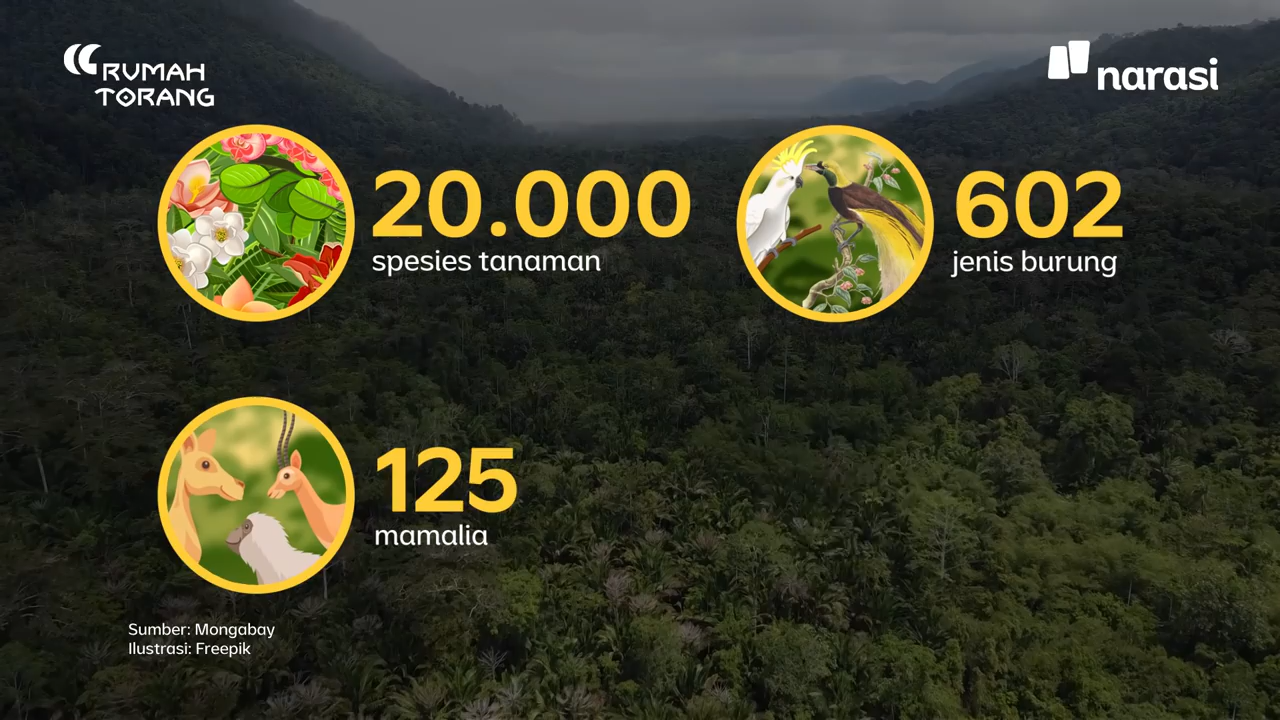 RUMAH
TORANG
narasi
20.000
spesies tanaman
602
jenis burung
125
mamalia
Sumber: Mongabay
Ilustrasi: Freepik